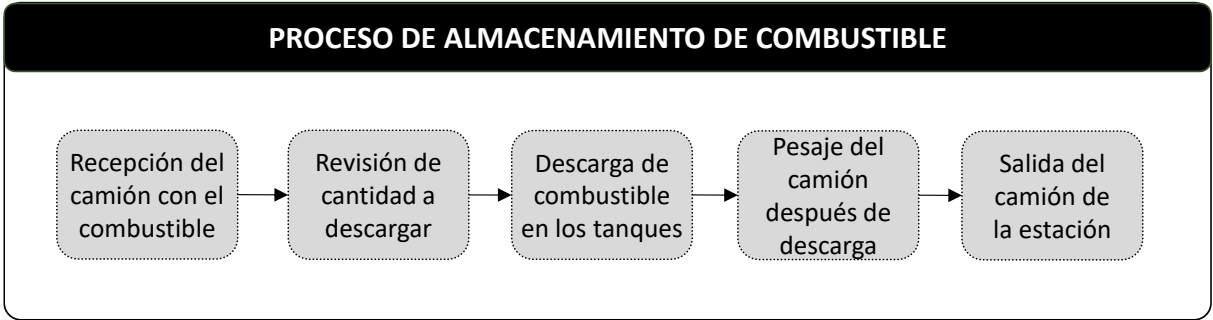 PROCESO DE ALMACENAMIENTO DE COMBUSTIBLE
Recepción del
camión con el
combustible
Revisión de
cantidad a
descargar
Descarga de
combustible
en los tanques
Pesaje del
camión
después de
descarga
Salida del
camión de
la estación